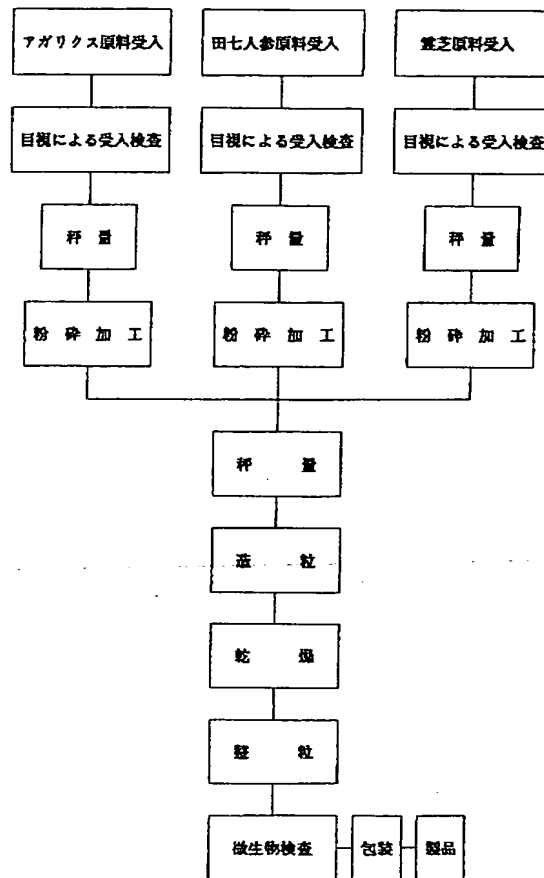 アガリクス原料受入
田七人参原料受入
霊芝原料受入
目視による受入検査
目視による受入検査
目視による受入検査
秤 量
秤 量
秤 量
粉 砕 加 工
粉 砕 加 工
粉 砕 加 工
秤 量
造 粒
乾 燥
整 粒
微生物検査
包装
製品